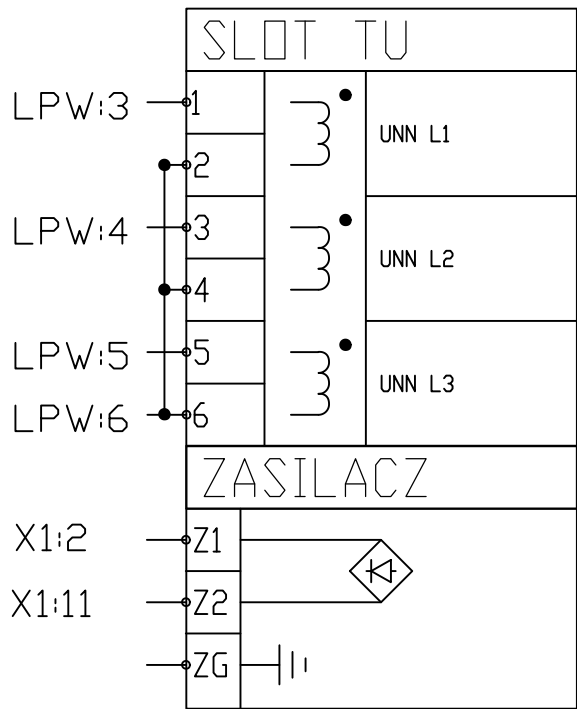 SLOT TU
LPW:3 1
UNN L1
2
LPW:4 3
UNN L2
4
LPW:5 5
UNN L3
LPW:6 6
ZASILACZ
X1:2 Z1
X1:11 Z2
ZG